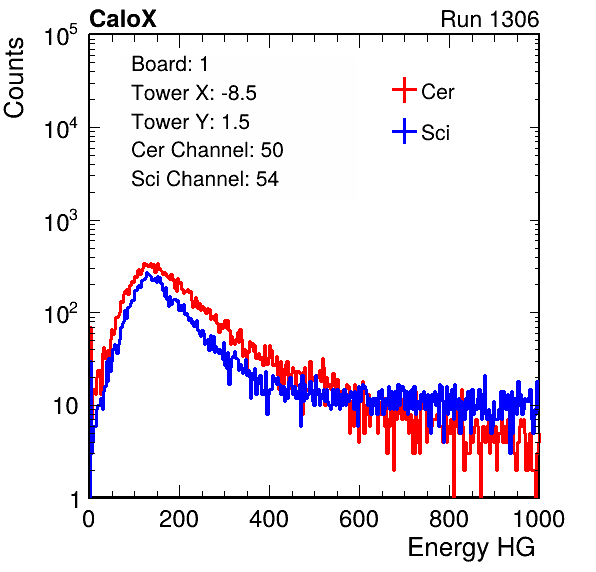 CaloX Run 1306
Counts
10^5
10^4
10^3
10^2
10
1
Board: 1
Tower X: -8.5
Tower Y: 1.5
Cer Channel: 50
Sci Channel: 54
Cer
Sci
0 200 400 600 800 1000
Energy HG